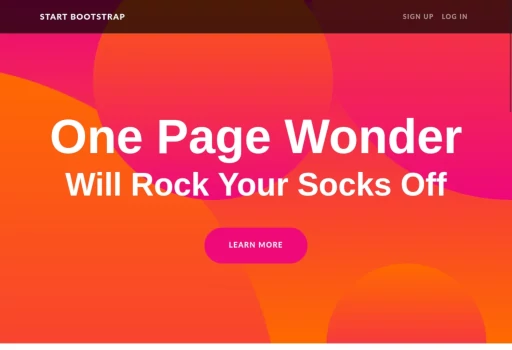 START BOOTSTRAP
SIGN UP LOG IN
One Page Wonder
Will Rock Your Socks Off
LEARN MORE